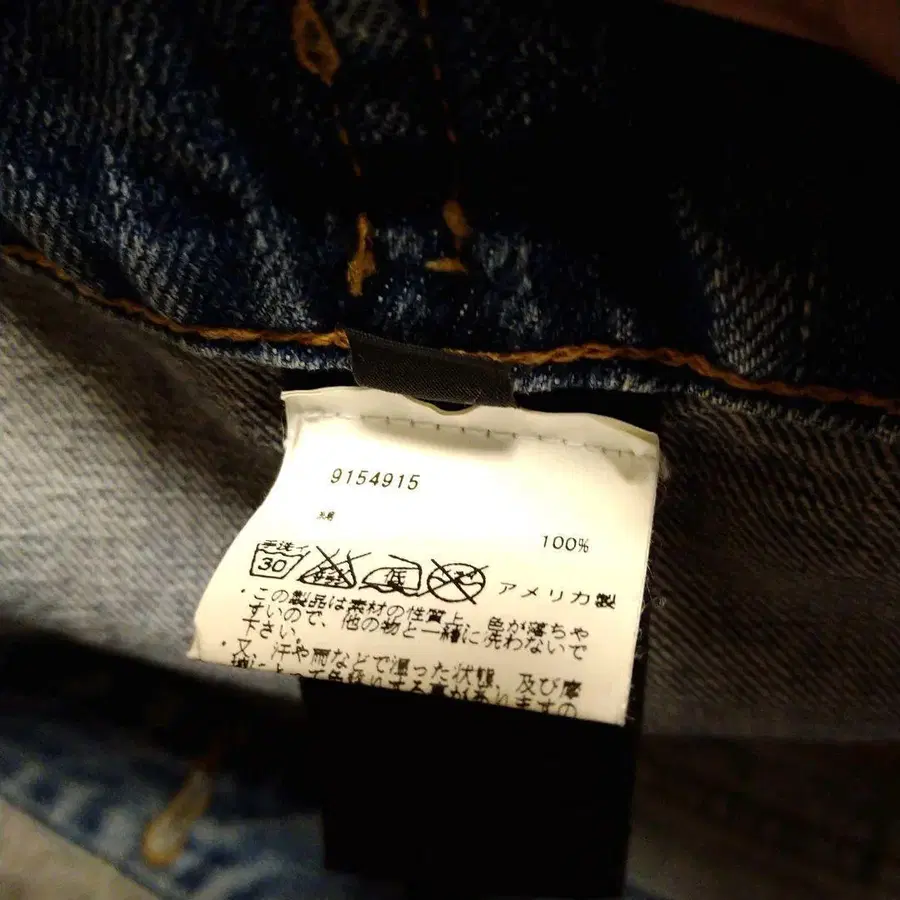 9154915
綿
100%
手洗イ
30
低
アメリカ製
・この製品は素材の性質上、色が落ちや
すいので、他の物と一緒に洗わないで
下さい。
・又、汗や雨などで湿った状態、及び摩